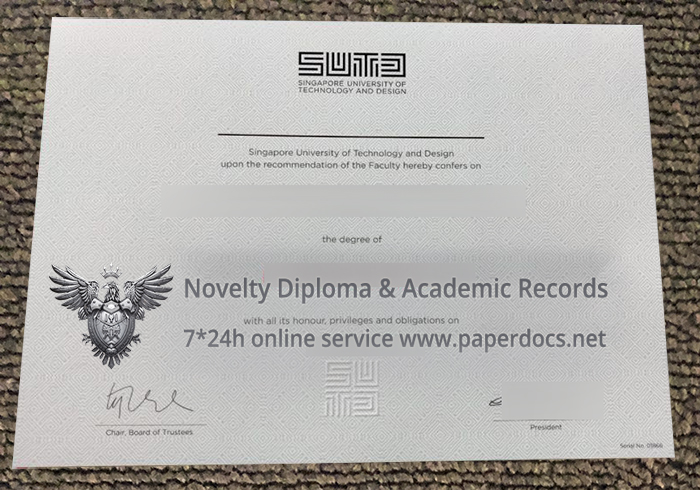 SUTD
SINGAPORE UNIVERSITY OF
TECHNOLOGY AND DESIGN
Singapore University of Technology and Design
upon the recommendation of the Faculty hereby confers on
the degree of
Novelty Diploma & Academic Records
with all its honour, privileges and obligations on
7*24h online service www.paperdocs.net
SUTD
Chair, Board of Trustees
President
Serial No. 05966